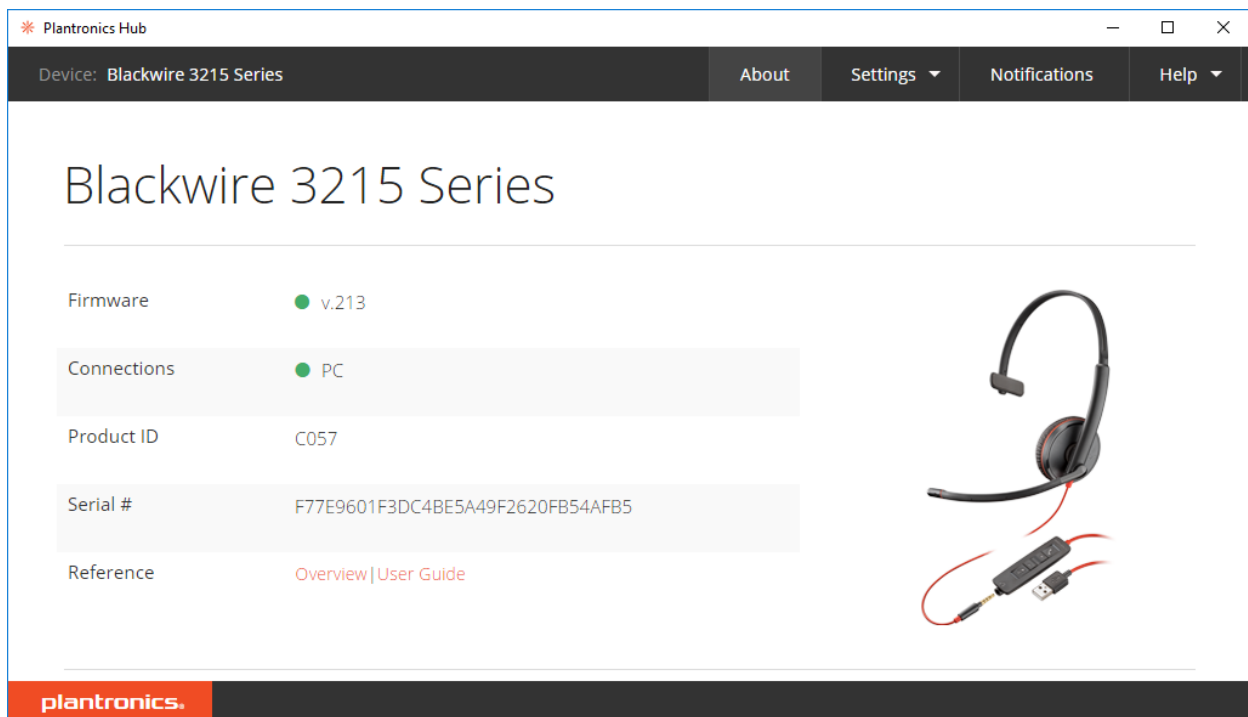 Plantronics Hub
Device: Blackwire 3215 Series About Settings Notifications Help
Blackwire 3215 Series
Firmware v.213
Connections PC
Product ID C057
Serial # F77E9601F3DC4BE5A49F2620FB54AFB5
Reference Overview|User Guide
plantronics.